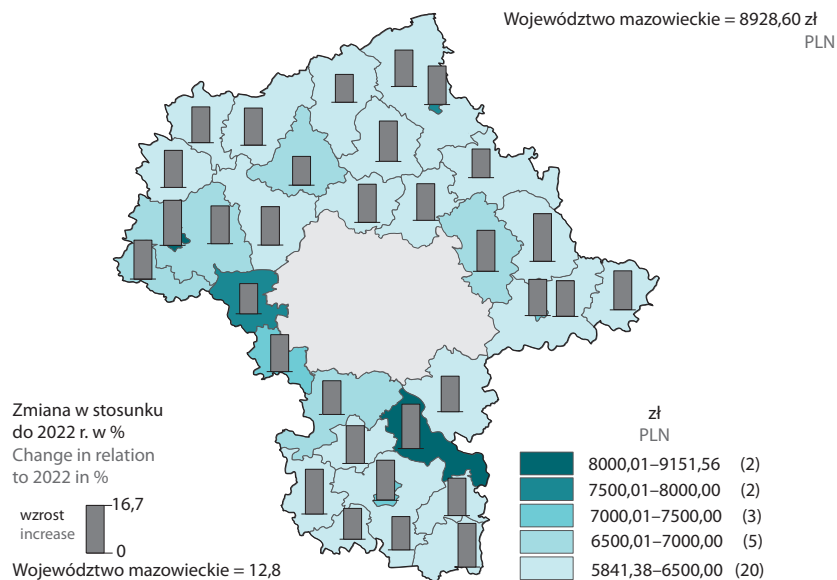 Województwo mazowieckie = 8928,60 zł
PLN
Zmiana w stosunku
do 2022 r. w %
Change in relation
to 2022 in %
16,7
wzrost
increase
0
Województwo mazowieckie = 12,8
zł
PLN
8000,01–9151,56 (2)
7500,01–8000,00 (2)
7000,01–7500,00 (3)
6500,01–7000,00 (5)
5841,38–6500,00 (20)